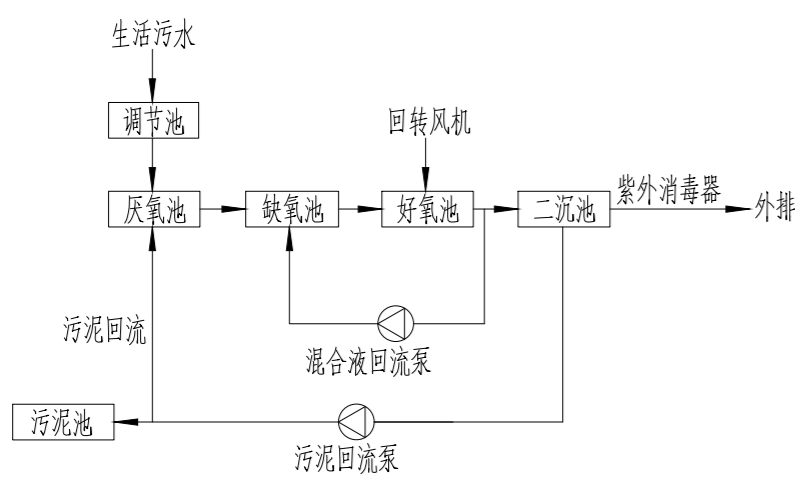 生活污水
调节池
回转风机
厌氧池
缺氧池
好氧池
二沉池
紫外消毒器
外排
污泥回流
混合液回流泵
污泥池
污泥回流泵